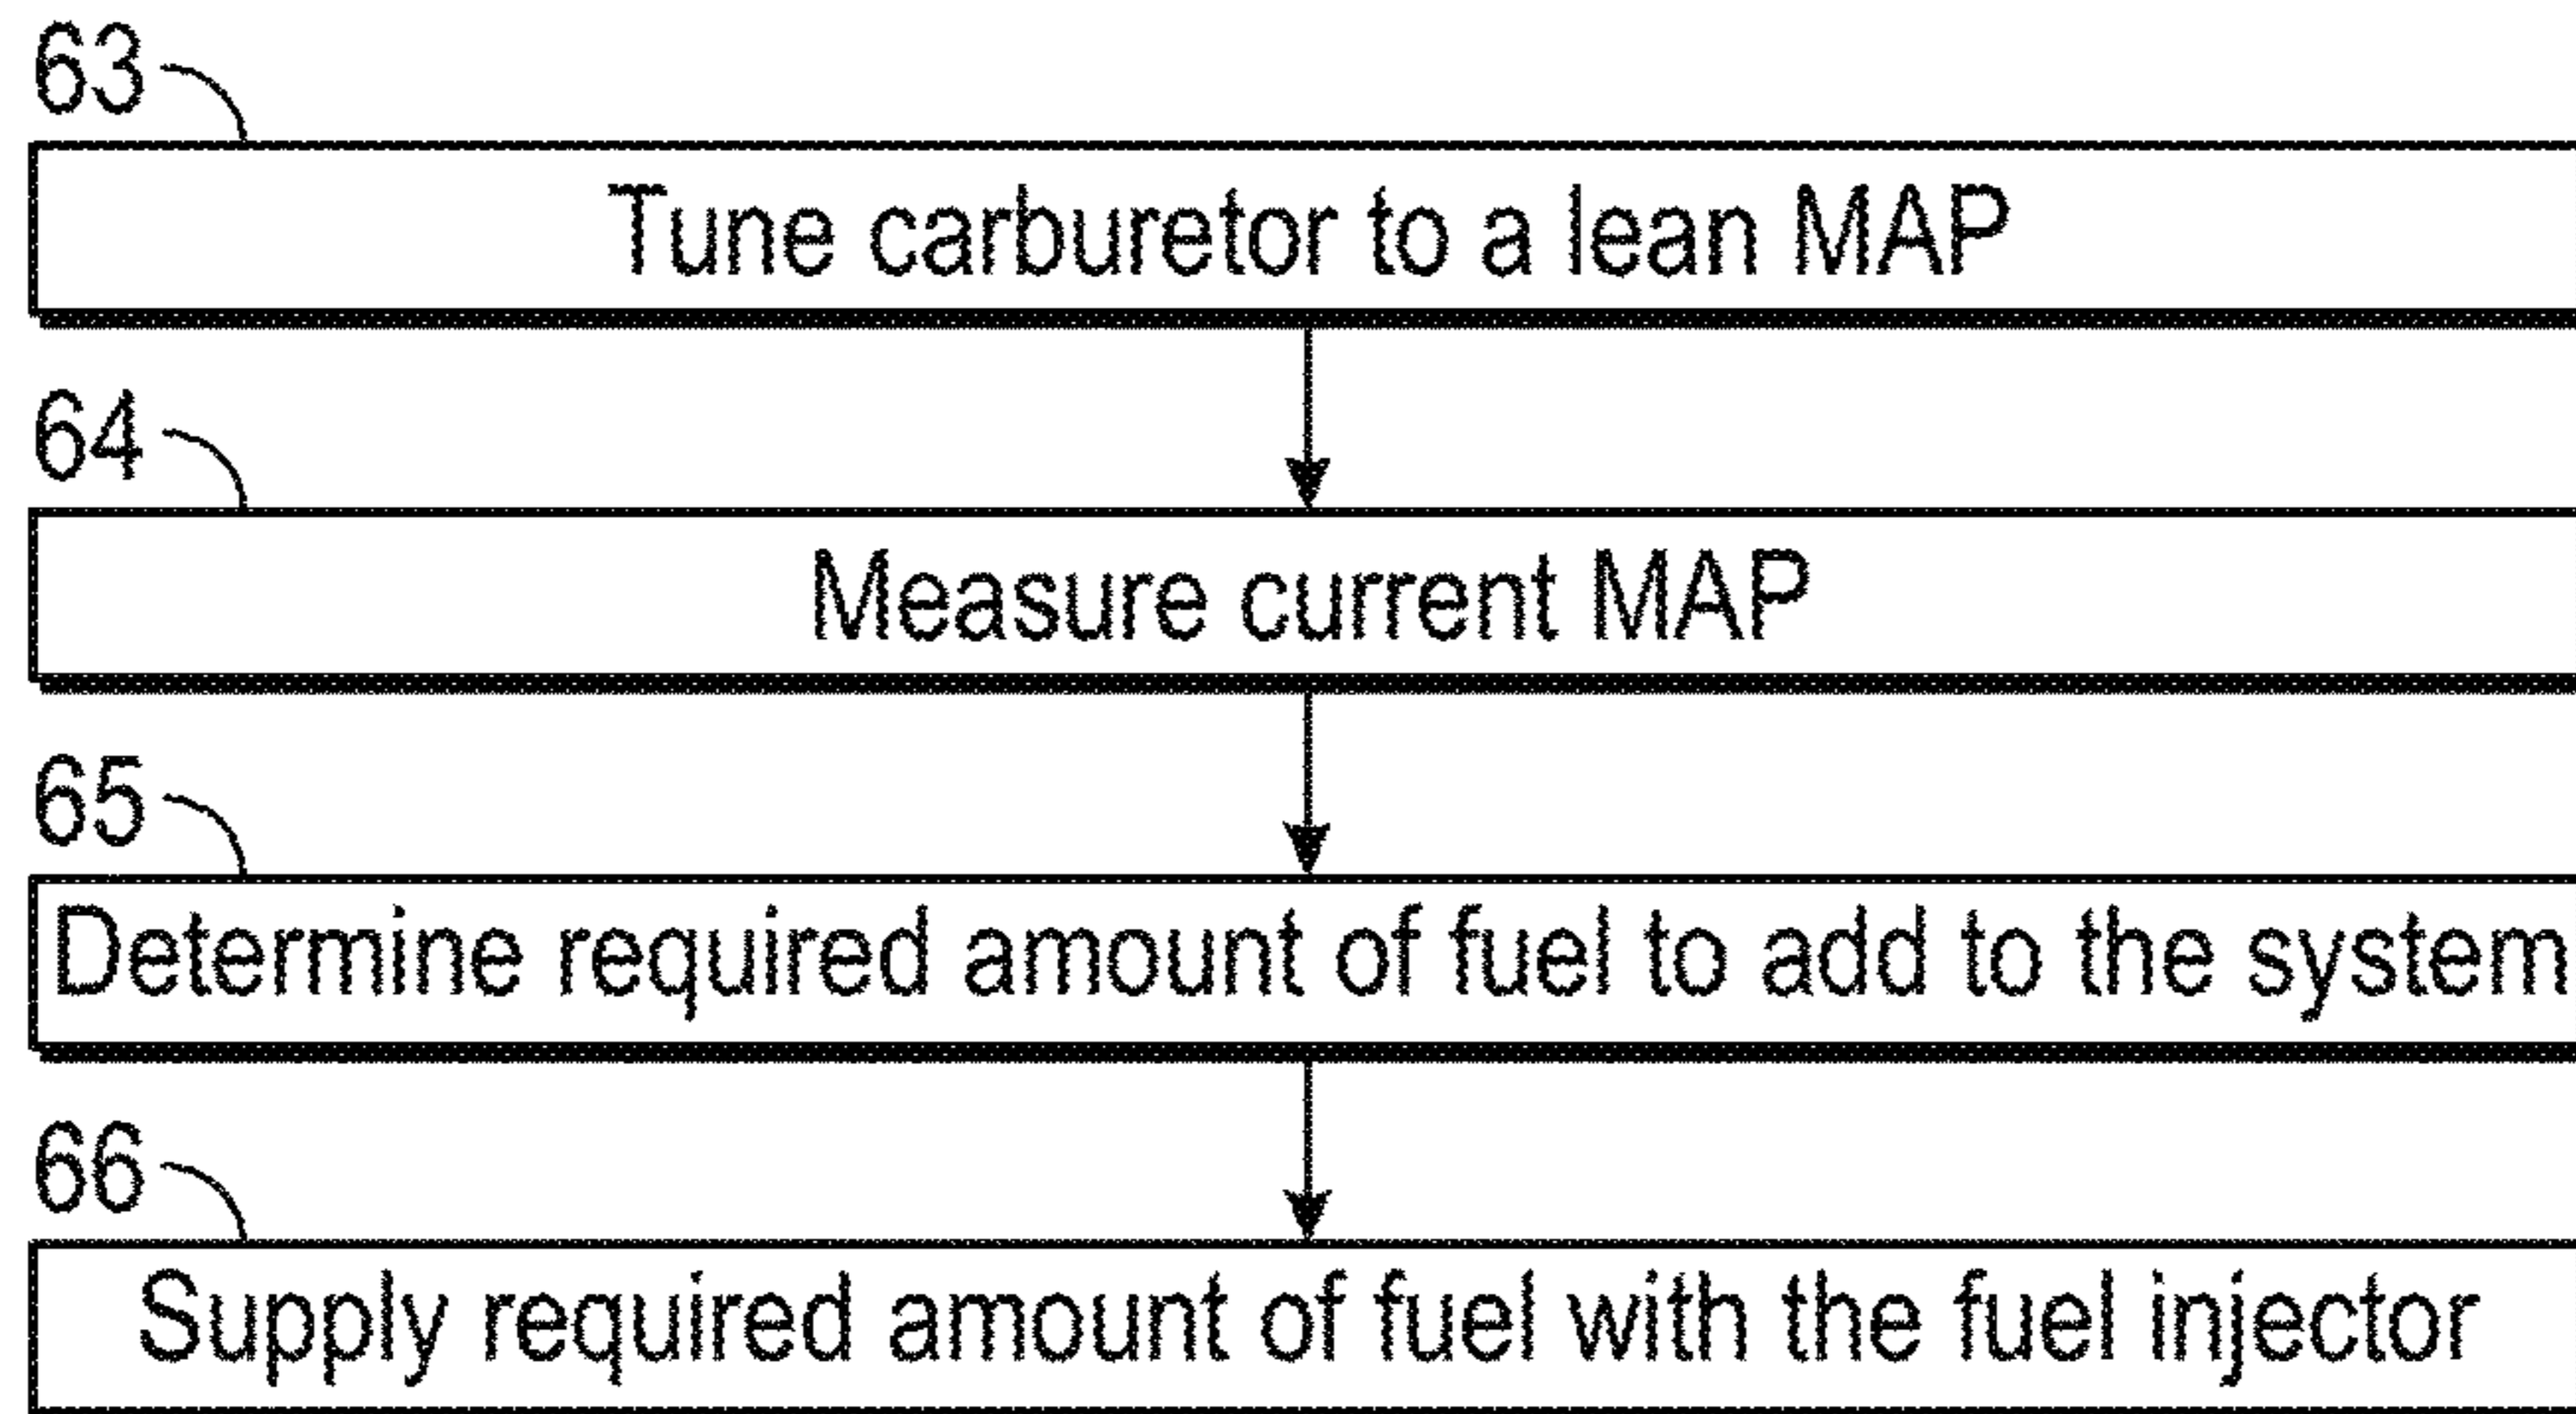 63
Tune carburetor to a lean MAP
64
Measure current MAP
65
Determine required amount of fuel to add to the system
66
Supply required amount of fuel with the fuel injector